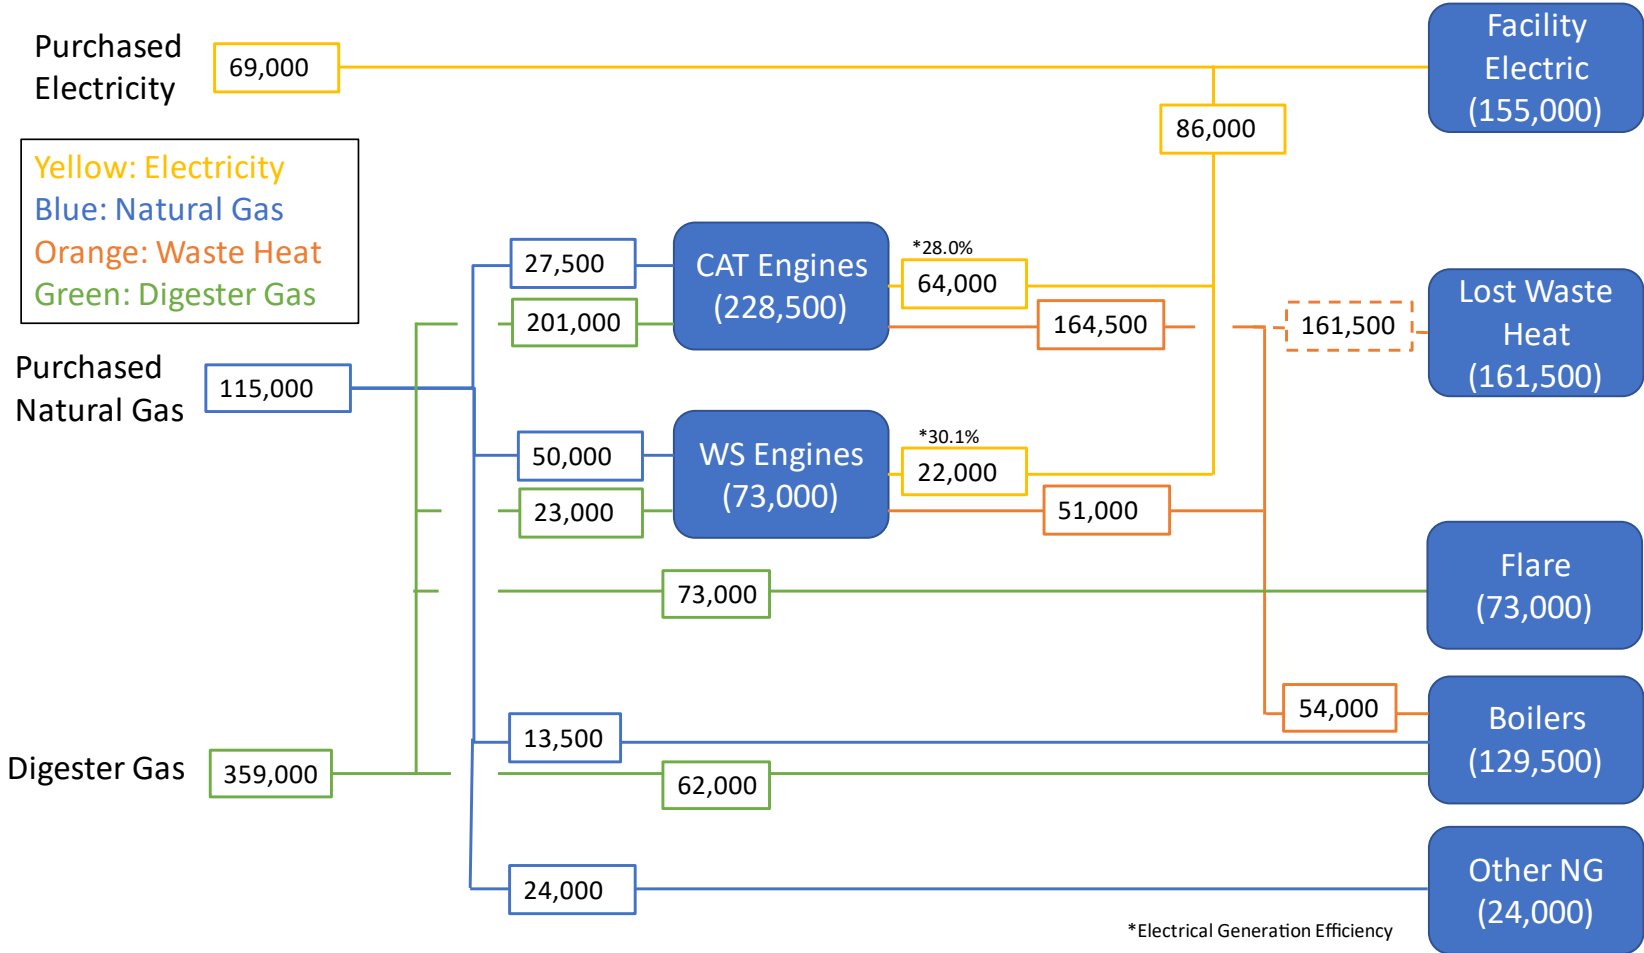 Purchased
Electricity
69,000
Facility
Electric
(155,000)
86,000
Yellow: Electricity
Blue: Natural Gas
Orange: Waste Heat
Green: Digester Gas
27,500
201,000
CAT Engines
(228,500)
*28.0%
64,000
164,500
161,500
Lost Waste
Heat
(161,500)
Purchased
Natural Gas
115,000
50,000
23,000
WS Engines
(73,000)
*30.1%
22,000
51,000
73,000
Flare
(73,000)
54,000
Boilers
(129,500)
13,500
Digester Gas
359,000
62,000
24,000
Other NG
(24,000)
*Electrical Generation Efficiency